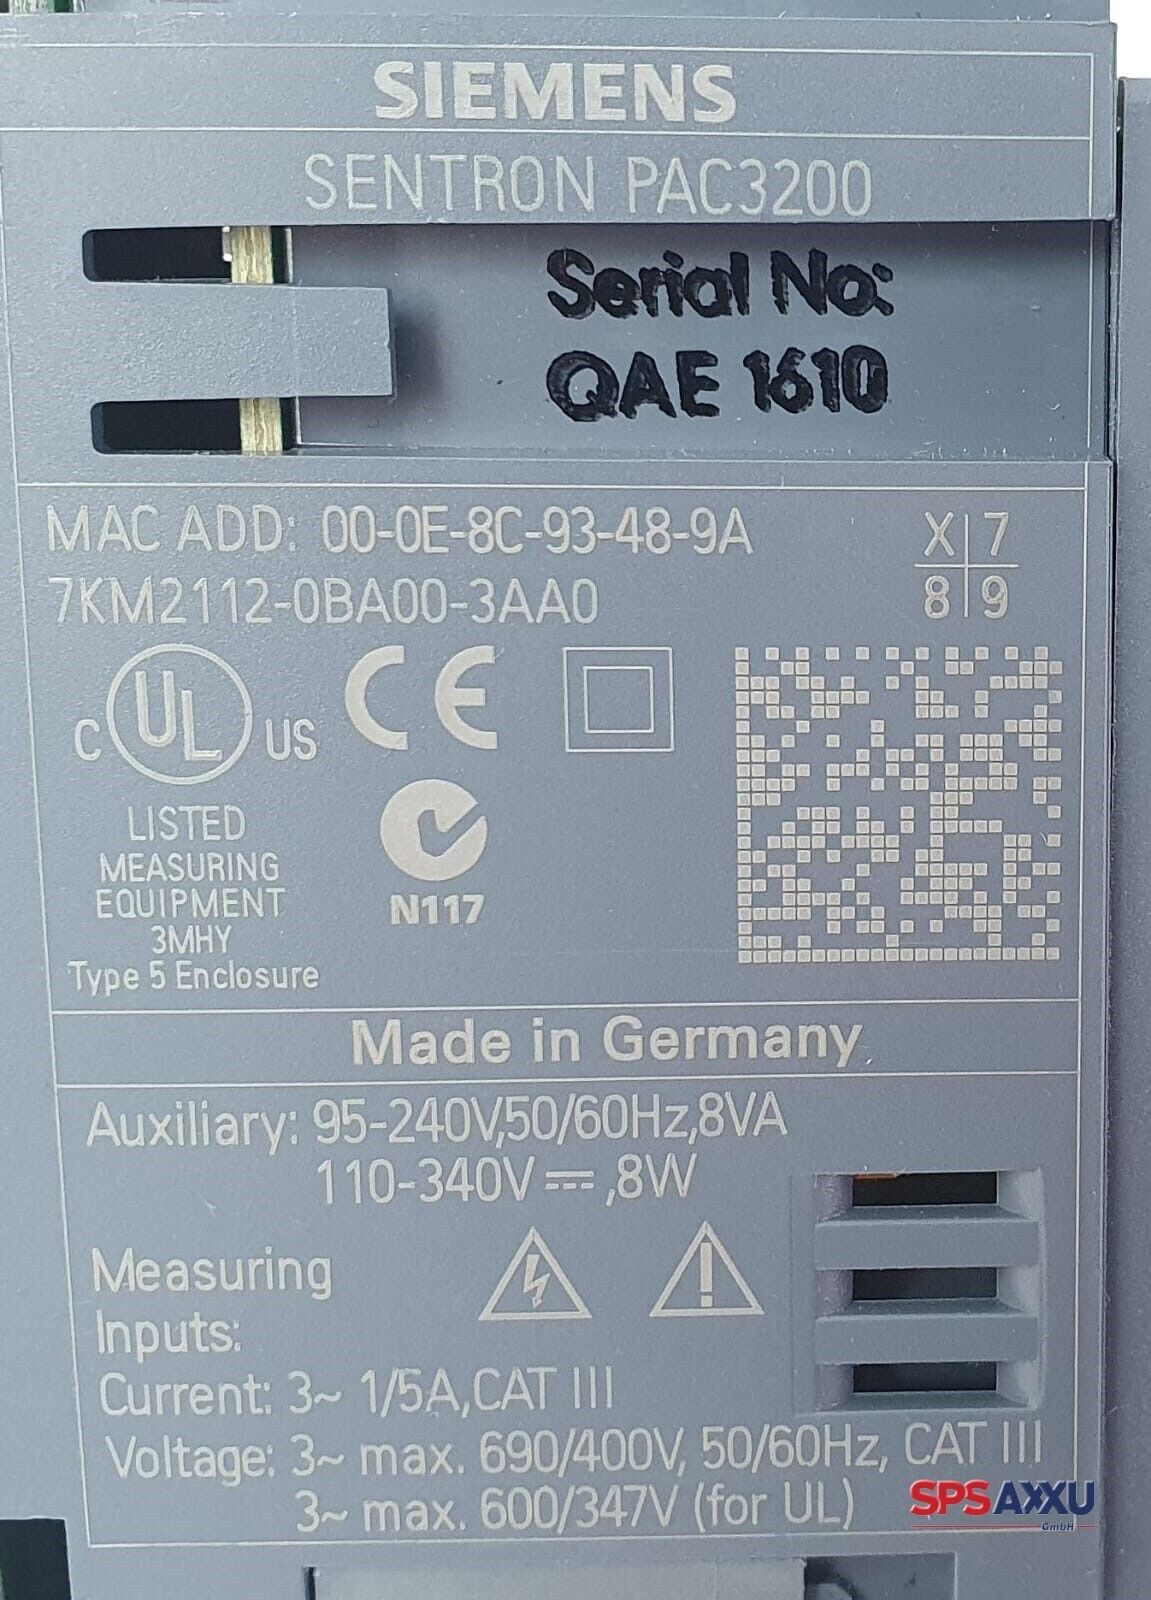 SIEMENS
SENTRON PAC3200
Serial No:
QAE 1610
MAC ADD: 00-0E-8C-93-48-9A
X 7
7KM2112-0BA00-3AA0
8 9
C UL US
CE
LISTED
MEASURING
EQUIPMENT
3MHY
Type 5 Enclosure
N117
Made in Germany
Auxiliary: 95-240V,50/60Hz,8VA
110-340V⎓,8W
Measuring
Inputs:
Current: 3~ 1/5A,CAT III
Voltage: 3~ max. 690/400V, 50/60Hz, CAT III
3~ max. 600/347V (for UL)
SPS AXXU
GmbH